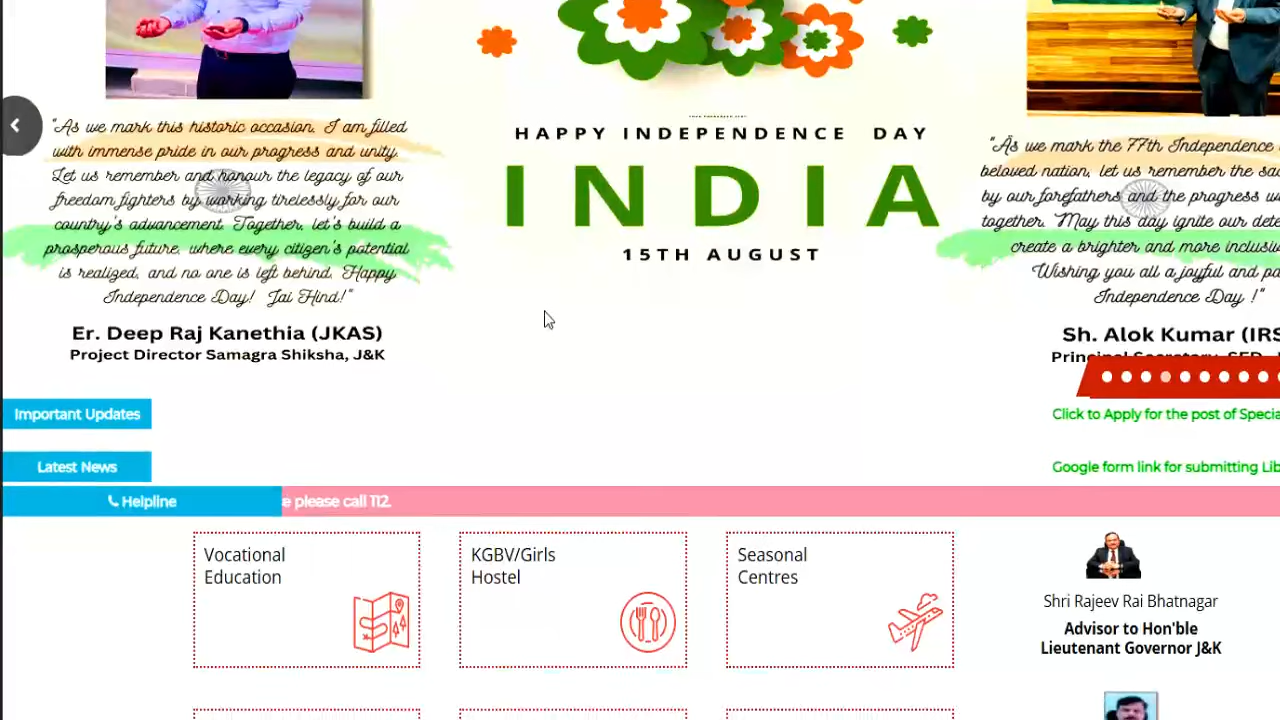 "As we mark this historic occasion, I am filled
with immense pride in our progress and unity.
Let us remember and honour the legacy of our
freedom fighters by working tirelessly for our
country's advancement. Together, let's build a
prosperous future, where every citizen's potential
is realized, and no one is left behind. Happy
Independence Day! Jai Hind!"
Er. Deep Raj Kanethia (JKAS)
Project Director Samagra Shiksha, J&K
HAPPY INDEPENDENCE DAY
INDIA
15TH AUGUST
"As we mark the 77th Independence
beloved nation, let us remember the
by our forefathers and the progress
together. May this day ignite our
create a brighter and more
Wishing you all a joyful and
Independence Day !"
Sh. Alok Kumar
Principal Secretary, SED,
Important Updates
Click to Apply for the post of
Latest News
Google form link for submitting
Helpline
please call 112.
Vocational
Education
KGBV/Girls
Hostel
Seasonal
Centres
Shri Rajeev Rai Bhatnagar
Advisor to Hon'ble
Lieutenant Governor J&K